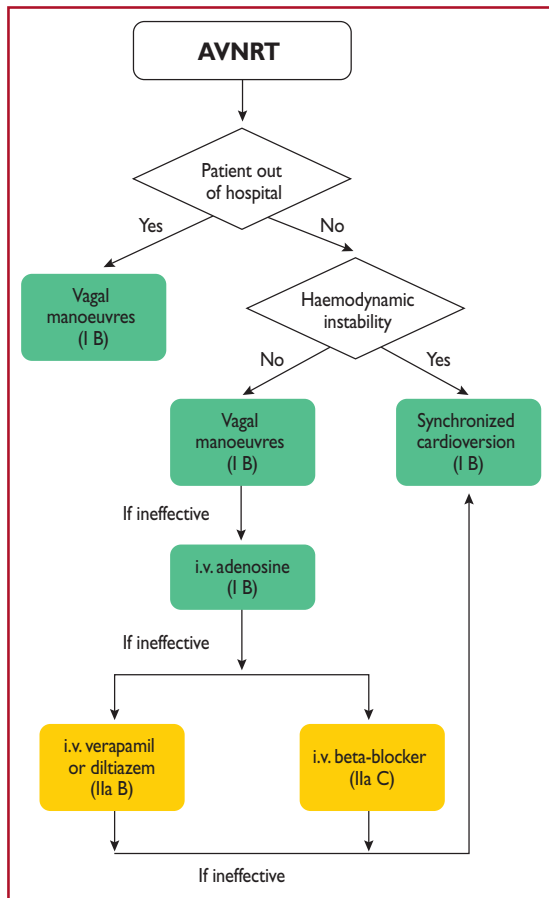 AVNRT
Patient out
of hospital
Yes
No
Vagal
manoeuvres
(I B)
Haemodynamic
instability
No
Yes
Vagal
manoeuvres
(I B)
Synchronized
cardioversion
(I B)
If ineffective
i.v. adenosine
(I B)
If ineffective
i.v. verapamil
or diltiazem
(IIa B)
i.v. beta-blocker
(IIa C)
If ineffective